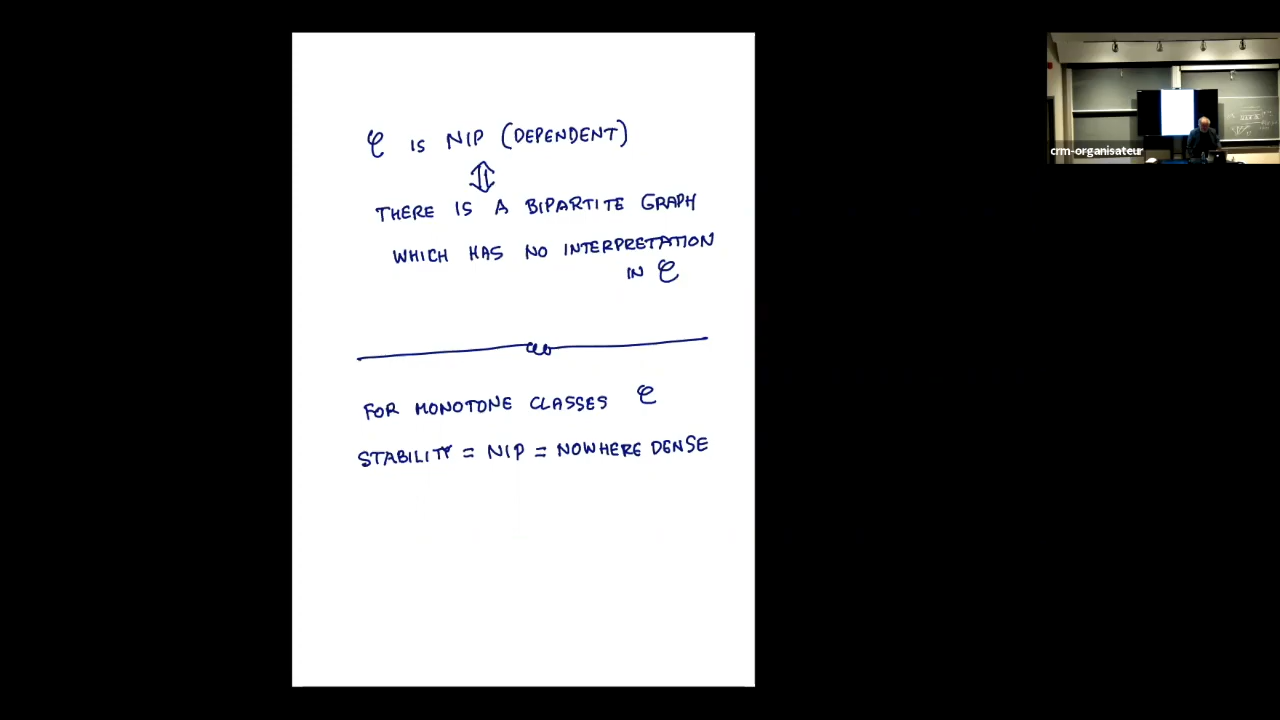 𝒞 IS NIP (DEPENDENT)
⇕
THERE IS A BIPARTITE GRAPH
WHICH HAS NO INTERPRETATION
IN 𝒞
FOR MONOTONE CLASSES 𝒞
STABILITY = NIP = NOWHERE DENSE
crm-organisateur